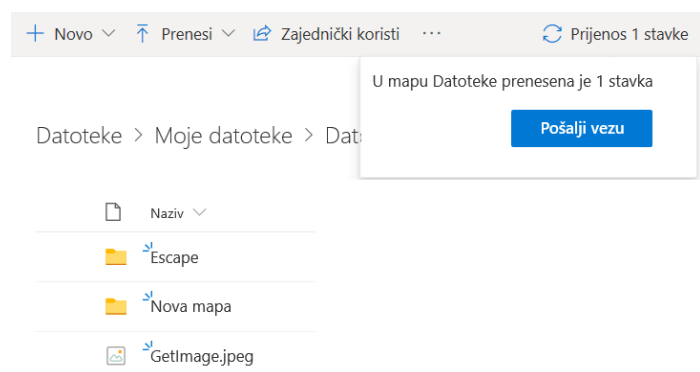 Novo Prenesi Zajednički koristi ··· Prijenos 1 stavke
U mapu Datoteke prenesena je 1 stavka
Pošalji vezu
Datoteke > Moje datoteke >
Naziv
Escape
Nova mapa
GetImage.jpeg